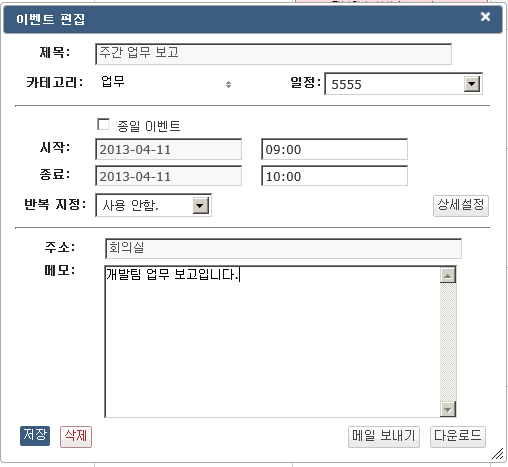 이벤트 편집
제목: 주간 업무 보고
카테고리: 업무 일정: 5555
종일 이벤트
시작: 2013-04-11 09:00
종료: 2013-04-11 10:00
반복 지정: 사용 안함. 상세설정
주소: 회의실
메모: 개발팀 업무 보고입니다.
저장 삭제 메일 보내기 다운로드